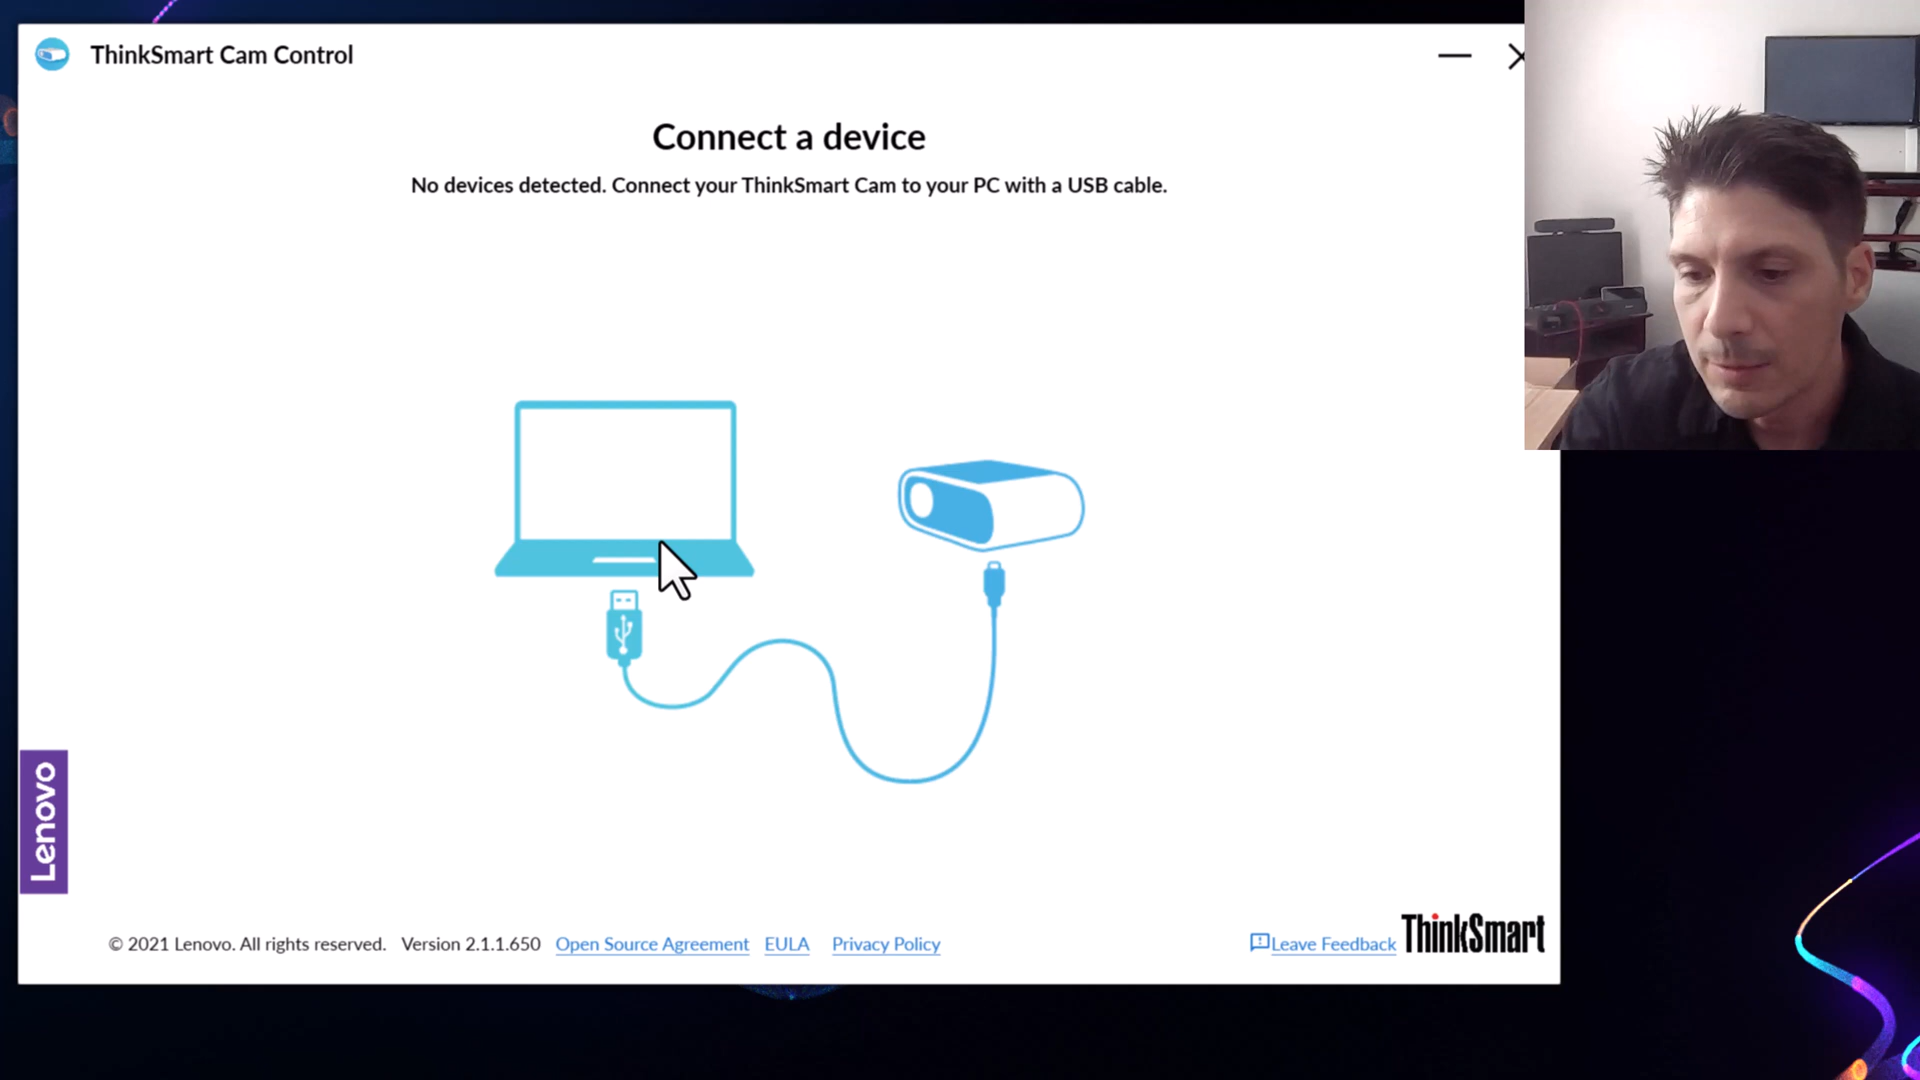 ThinkSmart Cam Control
Connect a device
No devices detected. Connect your ThinkSmart Cam to your PC with a USB cable.
Lenovo
© 2021 Lenovo. All rights reserved. Version 2.1.1.650 Open Source Agreement EULA Privacy Policy Leave Feedback ThinkSmart